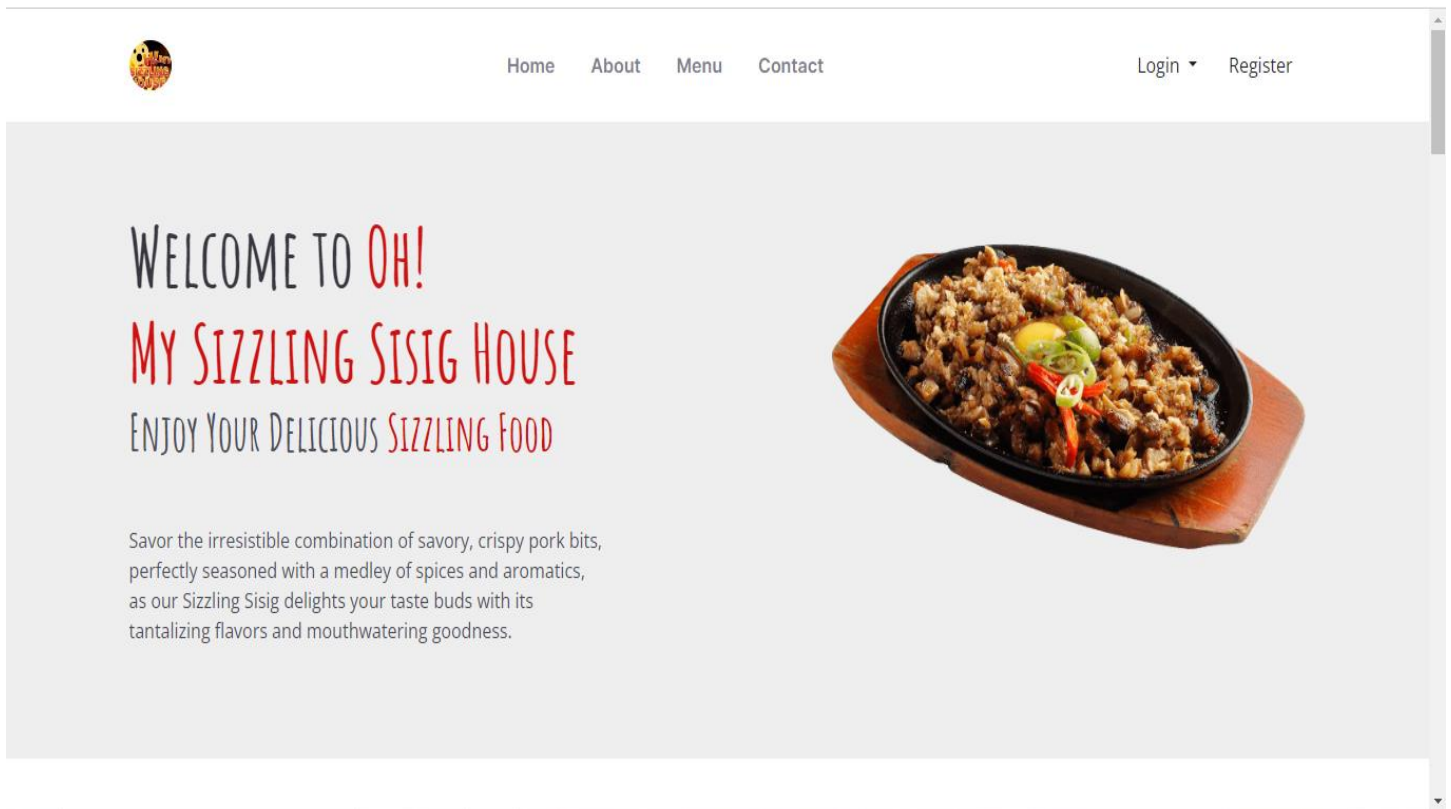 Home About Menu Contact Login Register
Welcome to Oh!
My Sizzling Sisig House
Enjoy Your Delicious Sizzling Food
Savor the irresistible combination of savory, crispy pork bits,
perfectly seasoned with a medley of spices and aromatics,
as our Sizzling Sisig delights your taste buds with its
tantalizing flavors and mouthwatering goodness.